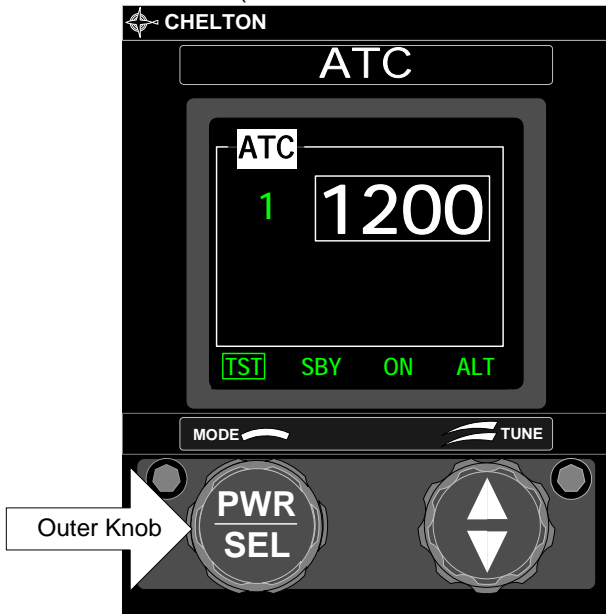 CHELTON
ATC
ATC
1 1200
TST SBY ON ALT
MODE TUNE
Outer Knob
PWR
SEL